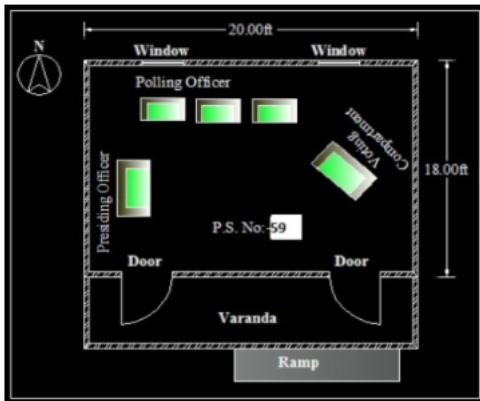 N
20.00ft
Window
Window
Polling Officer
Voting
Compartment
18.00ft
Presiding Officer
P.S. No:-59
Door
Door
Varanda
Ramp